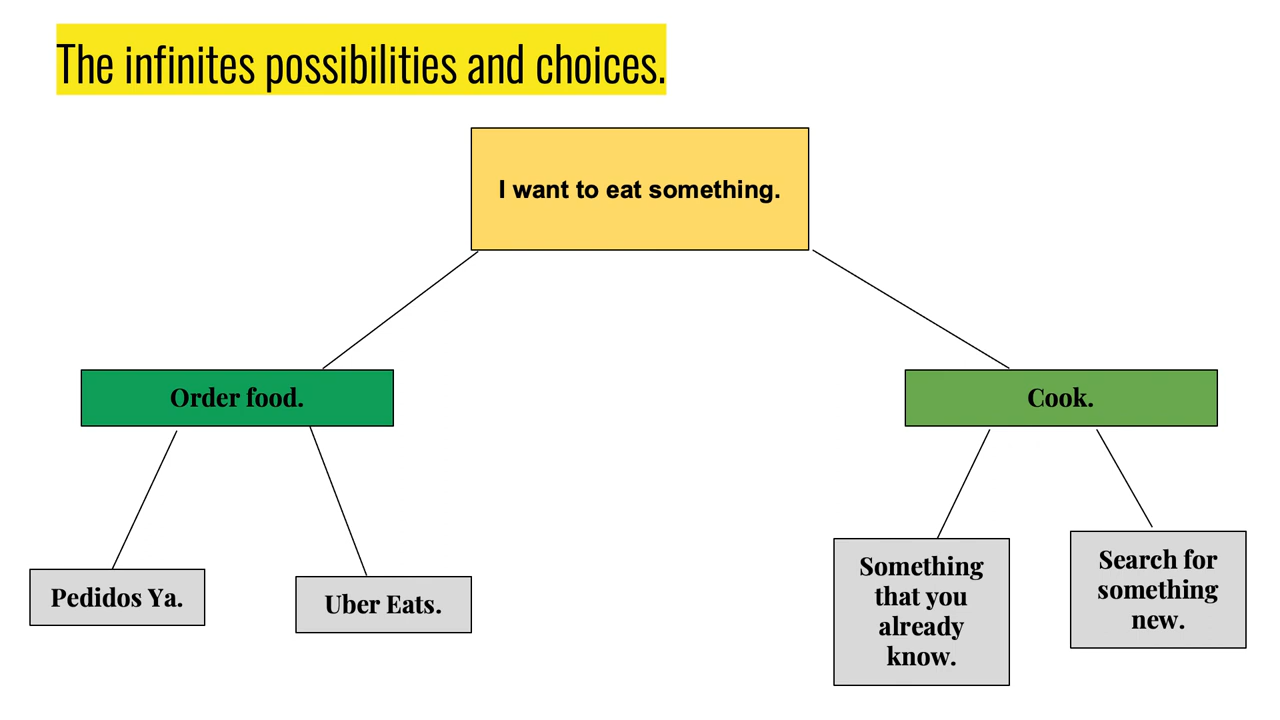 The infinites possibilities and choices.
I want to eat something.
Order food.
Cook.
Pedidos Ya.
Uber Eats.
Something
that you
already
know.
Search for
something
new.